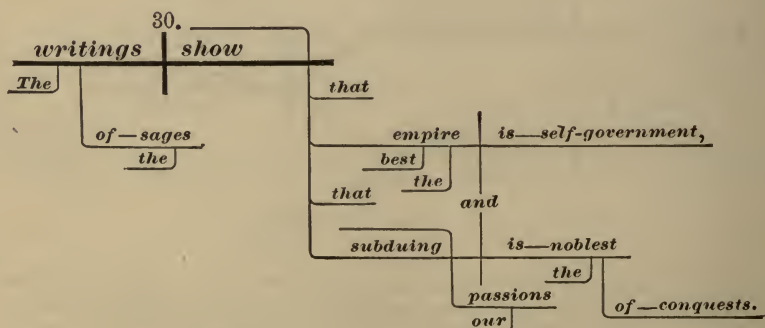 30.
writings show
The
that
of—sages
empire is—self-government,
the
best
the
that
and
subduing is—noblest
the
passions
of—conquests.
our